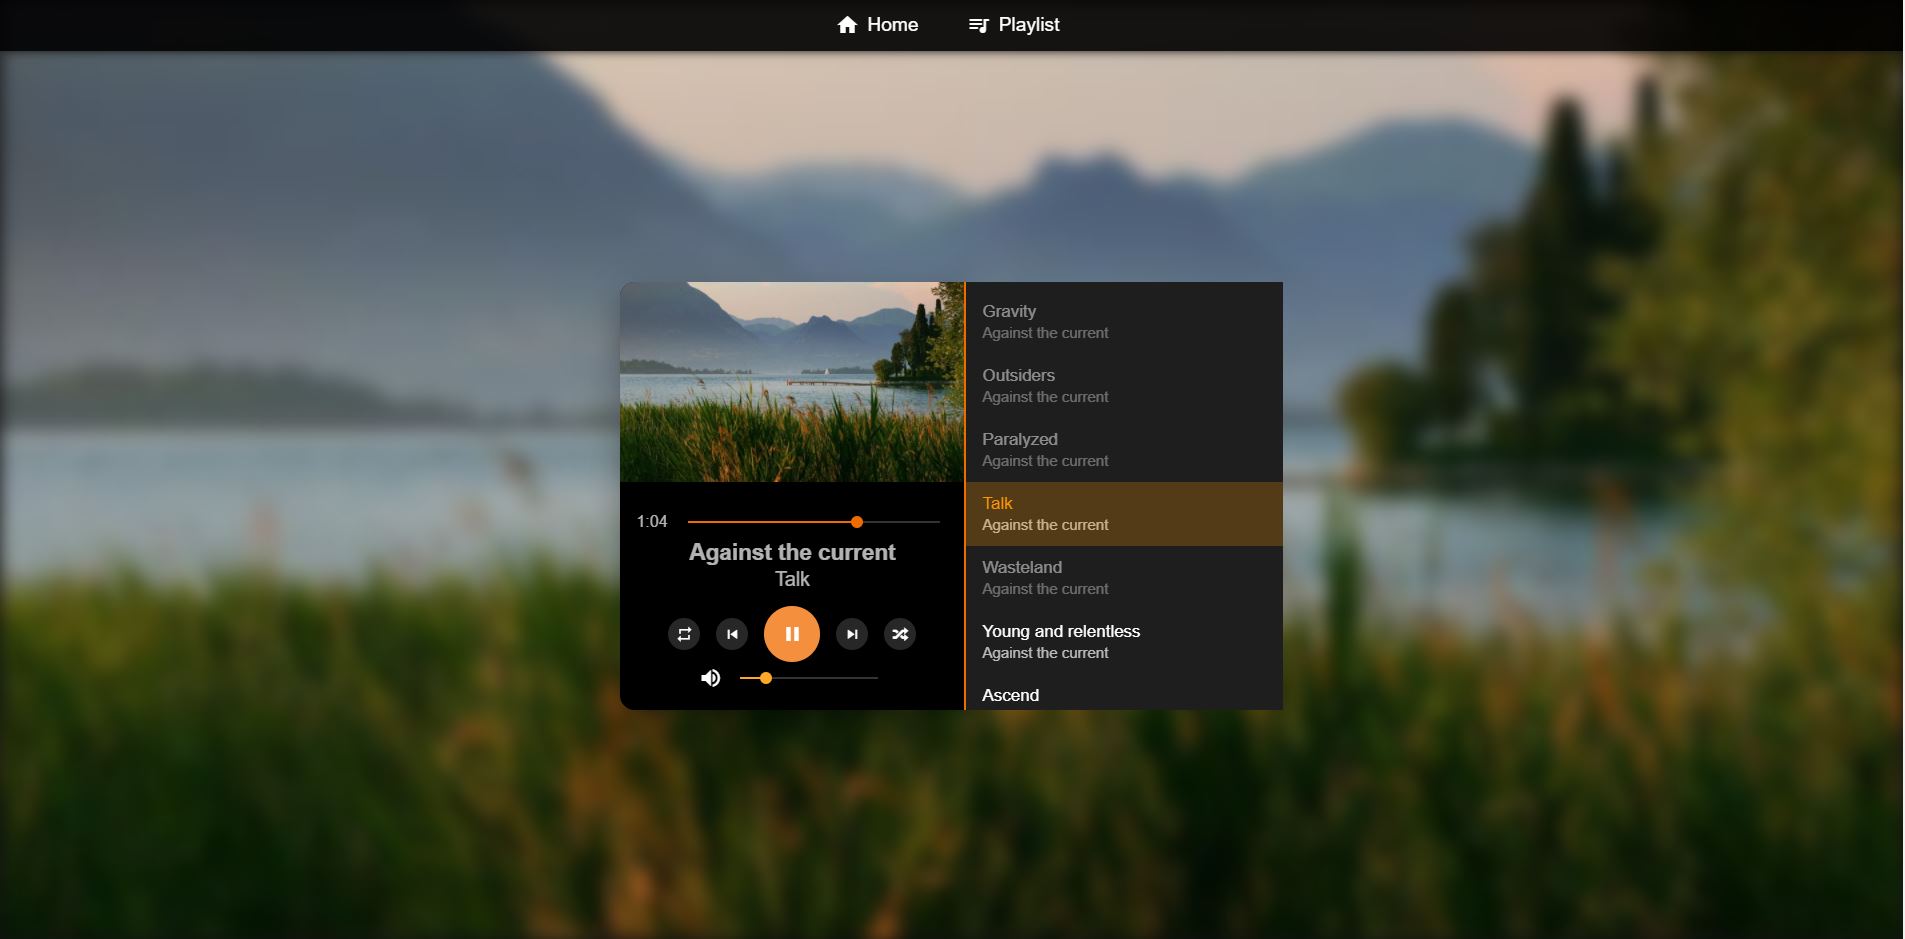 Home
Playlist
1:04
Against the current
Talk
Gravity
Against the current
Outsiders
Against the current
Paralyzed
Against the current
Talk
Against the current
Wasteland
Against the current
Young and relentless
Against the current
Ascend